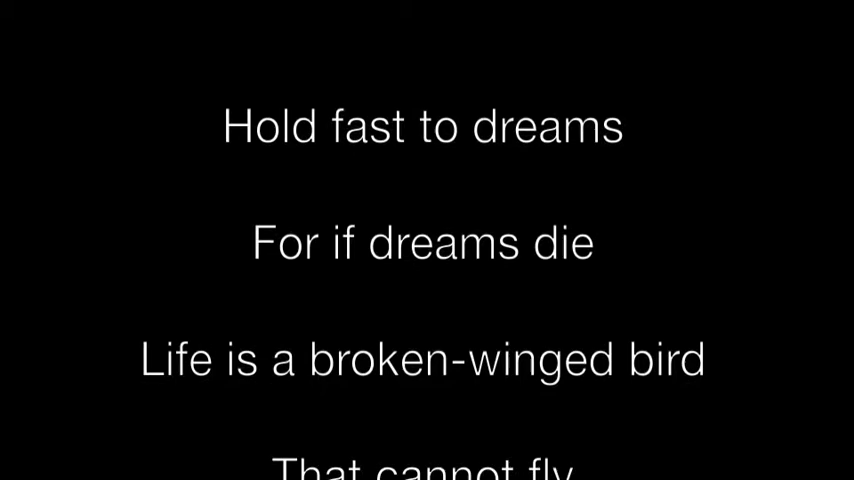 Hold fast to dreams
For if dreams die
Life is a broken-winged bird
That cannot fly